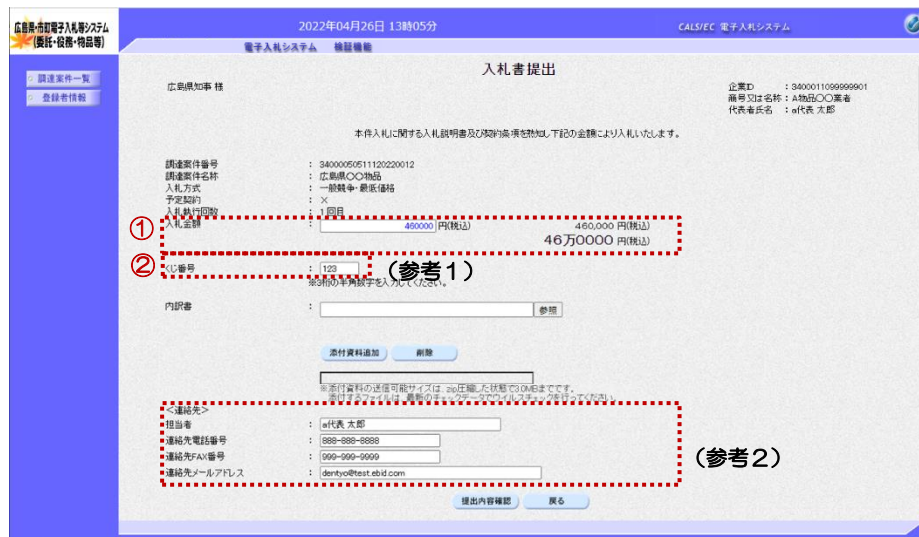 広島県・市町電子入札等システム
(委託・役務・物品等)
2022年04月26日 13時05分
CALS/EC 電子入札システム
電子入札システム 検証機能
調達案件一覧
登録者情報
入札書提出
広島県知事 様
企業ID : 3400011099999901
商号又は名称 : A物品〇〇業者
代表者氏名 : α代表 太郎
本件入札に関する入札説明書及び契約条項を熟知し、下記の金額により入札いたします。
調達案件番号 : 34000050511120220012
調達案件名称 : 広島県〇〇物品
入札方式 : 一般競争・最低価格
予定契約 : ×
入札執行回数 : 1回目
① 入札金額 : 460000 円(税込) 460,000 円(税込)
46万0000 円(税込)
② くじ番号 : 123 (参考1)
※3桁の半角数字を入力してください。
内訳書 : 参照
添付資料追加 削除
※添付資料の送信可能サイズは、zip圧縮した状態で3.0MBまでです。
添付するファイルは、最新のチェックデータでウイルスチェックを行ってください。
<連絡先>
担当者 : α代表 太郎
連絡先電話番号 : 888-888-8888
連絡先FAX番号 : 999-999-9999
連絡先メールアドレス : dentyo@test.ebid.com
(参考2)
提出内容確認 戻る